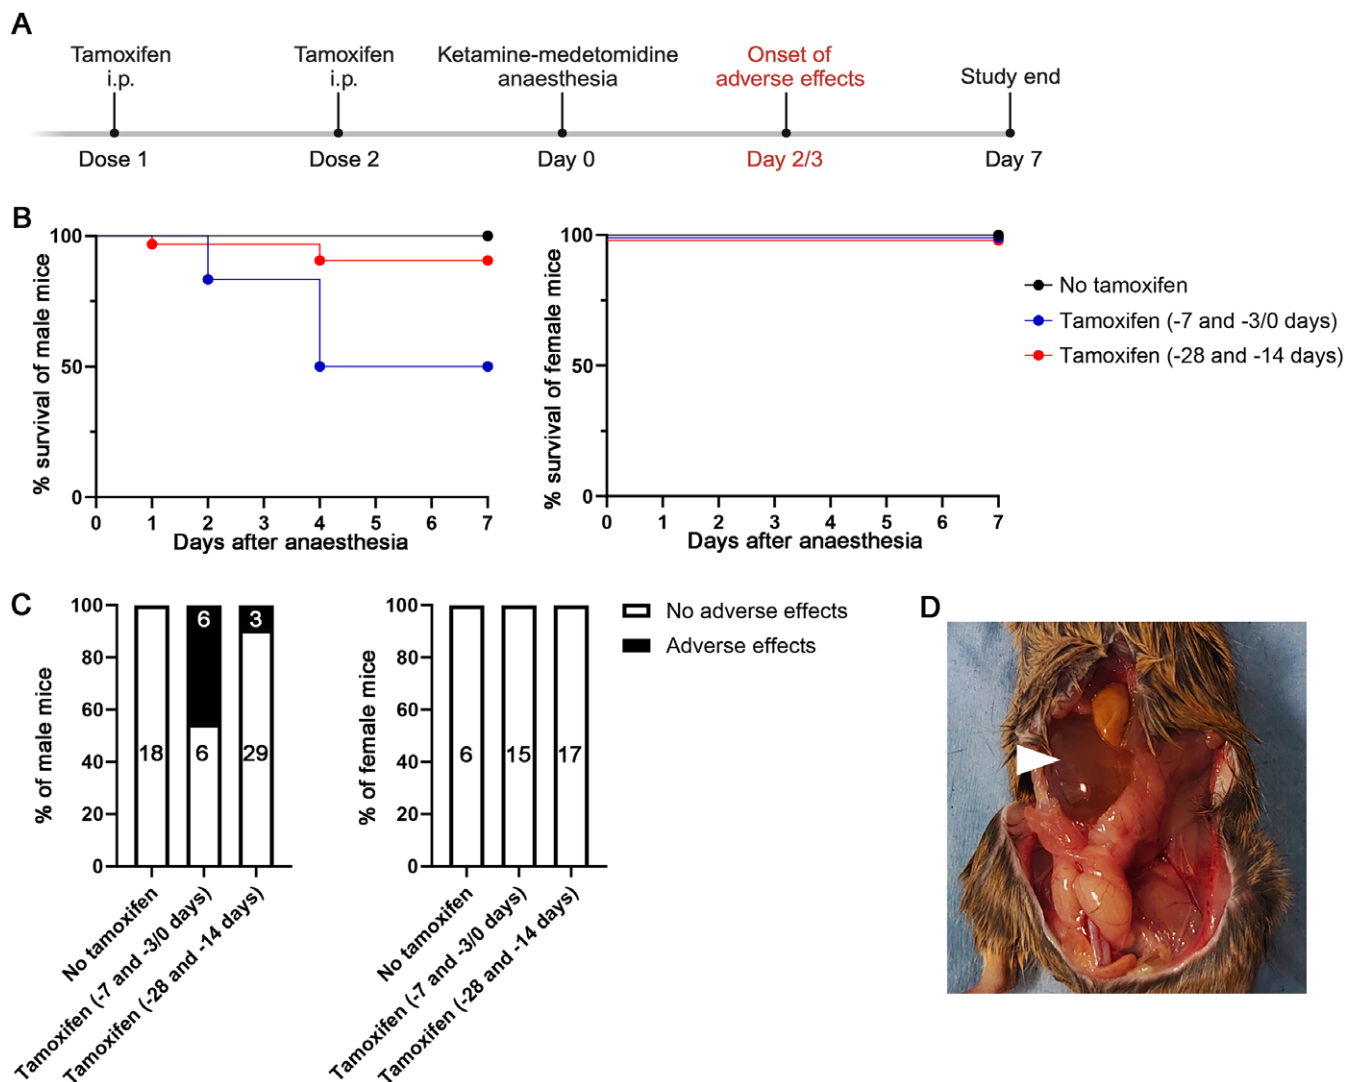 A
Tamoxifen
i.p.
Tamoxifen
i.p.
Ketamine-medetomidine
anaesthesia
Onset of
adverse effects
Study end
Dose 1
Dose 2
Day 0
Day 2/3
Day 7
B
% survival of male mice
100
50
0
0 1 2 3 4 5 6 7
Days after anaesthesia
% survival of female mice
100
50
0
0 1 2 3 4 5 6 7
Days after anaesthesia
No tamoxifen
Tamoxifen (-7 and -3/0 days)
Tamoxifen (-28 and -14 days)
C
% of male mice
100
80
60
40
20
0
6 3
18 6 29
No tamoxifen
Tamoxifen (-7 and -3/0 days)
Tamoxifen (-28 and -14 days)
% of female mice
100
80
60
40
20
0
6 15 17
No tamoxifen
Tamoxifen (-7 and -3/0 days)
Tamoxifen (-28 and -14 days)
No adverse effects
Adverse effects
D